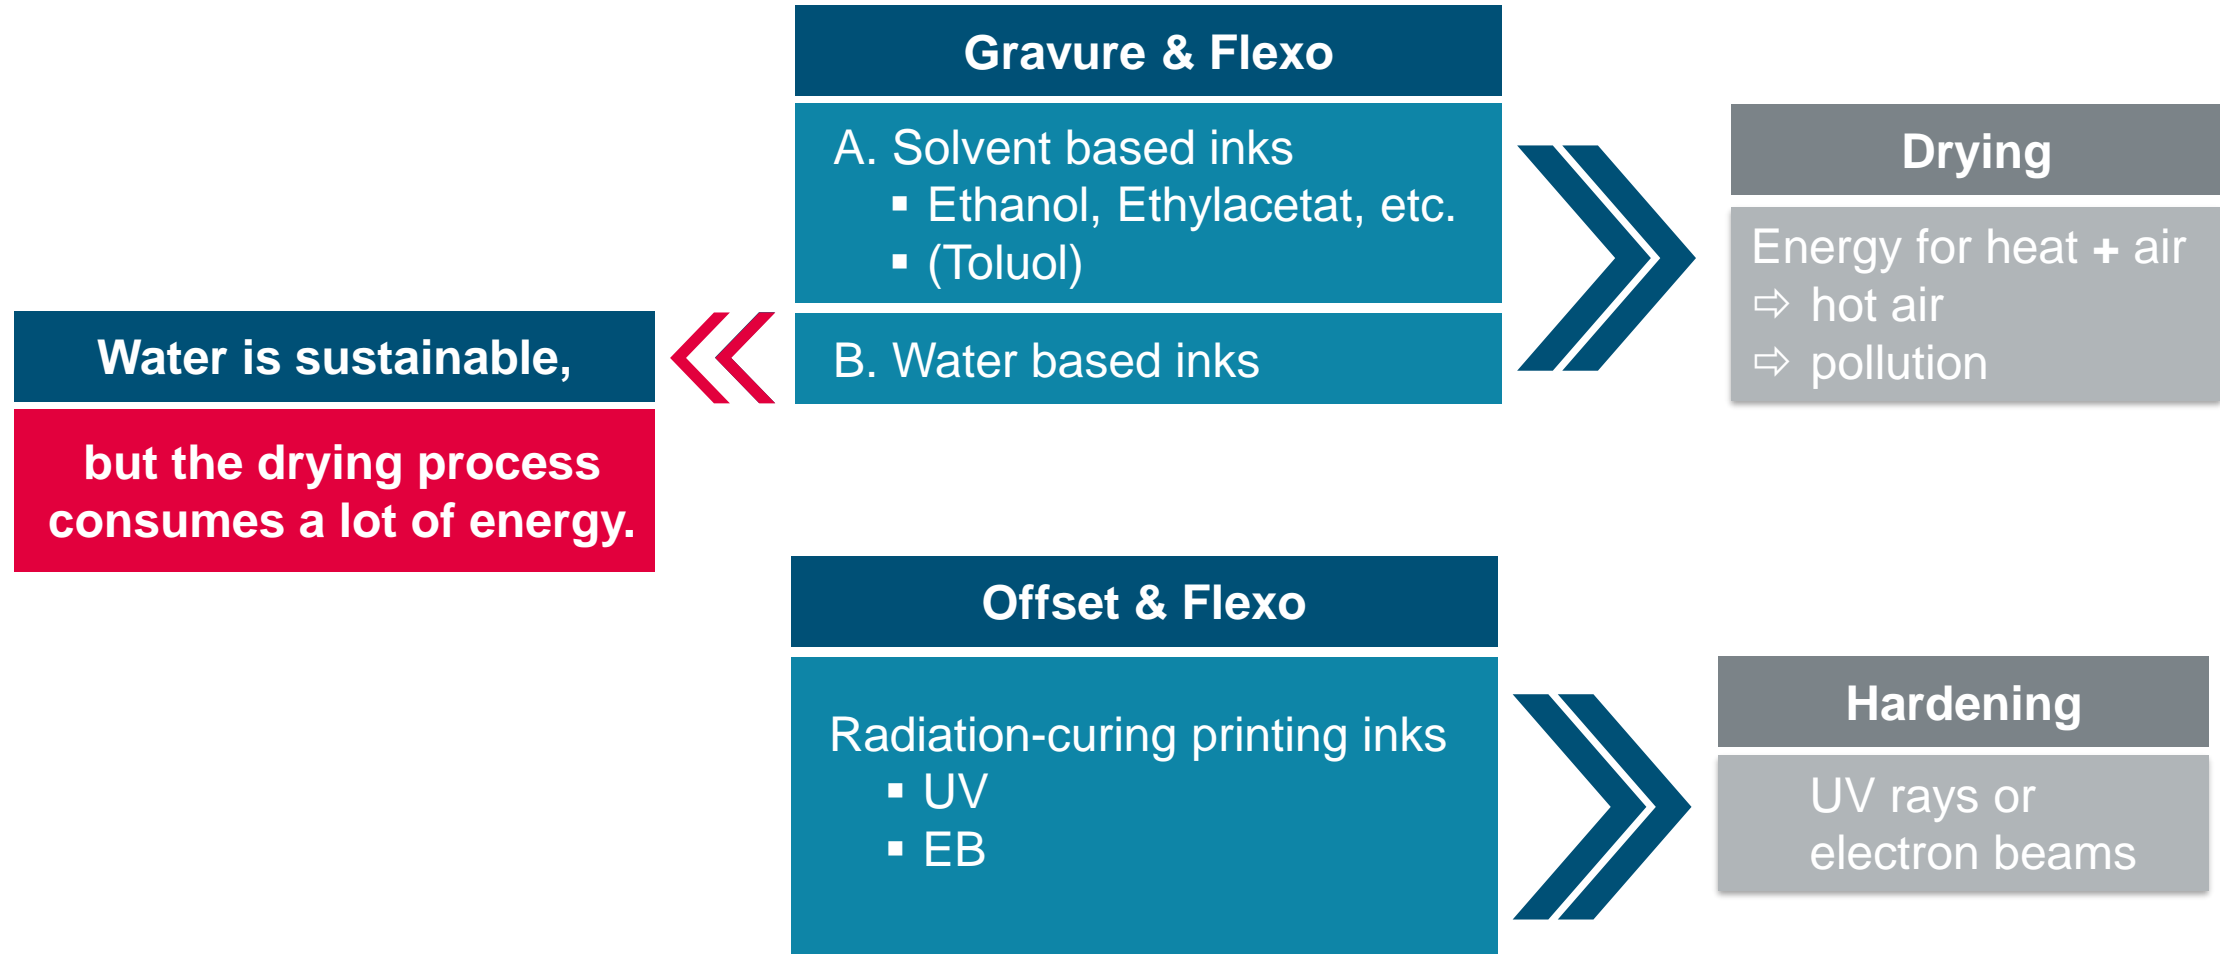 Gravure & Flexo
A. Solvent based inks
▪ Ethanol, Ethylacetat, etc.
▪ (Toluol)
B. Water based inks
Drying
Energy for heat + air
⇨ hot air
⇨ pollution
Water is sustainable,
but the drying process
consumes a lot of energy.
Offset & Flexo
Radiation-curing printing inks
▪ UV
▪ EB
Hardening
UV rays or
electron beams